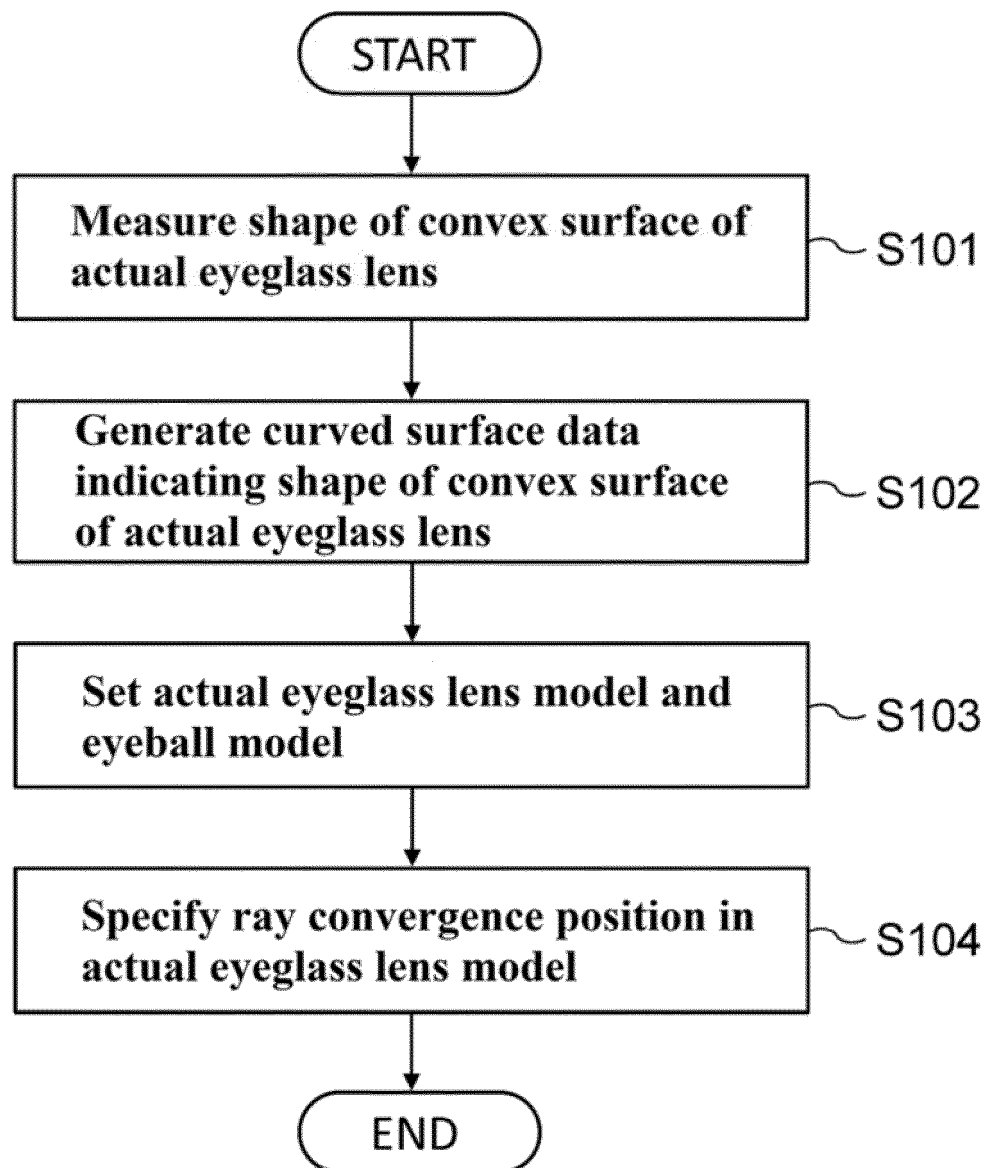 START
Measure shape of convex surface of
actual eyeglass lens
S101
Generate curved surface data
indicating shape of convex surface
of actual eyeglass lens
S102
Set actual eyeglass lens model and
eyeball model
S103
Specify ray convergence position in
actual eyeglass lens model
S104
END